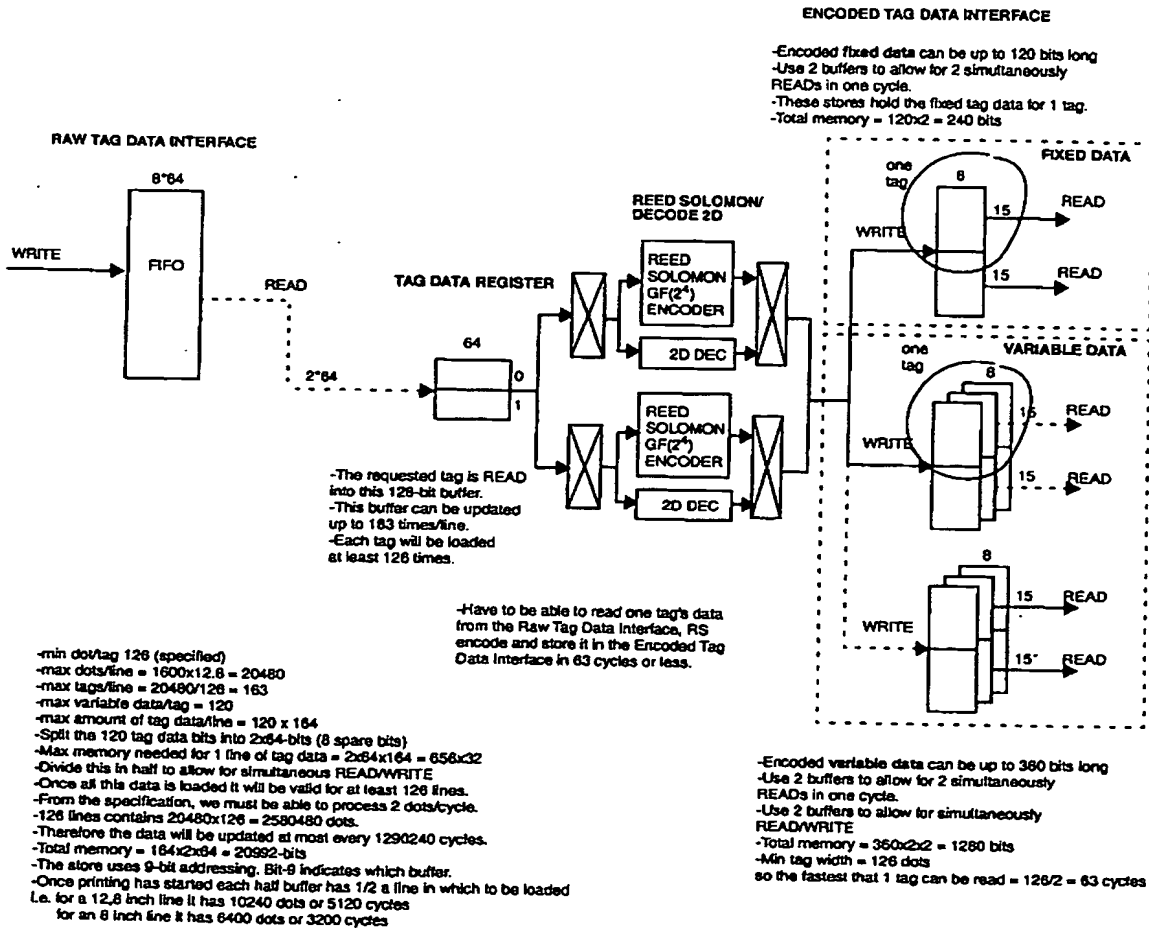 ENCODED TAG DATA INTERFACE
-Encoded fixed data can be up to 120 bits long
-Use 2 buffers to allow for 2 simultaneously
READs in one cycle.
-These stores hold the fixed tag data for 1 tag.
-Total memory = 120x2 = 240 bits
RAW TAG DATA INTERFACE
8*64
WRITE
FIFO
READ
2*64
TAG DATA REGISTER
64
0
1
REED SOLOMON/
DECODE 2D
REED
SOLOMON
GF(2⁴)
ENCODER
2D DEC
REED
SOLOMON
GF(2⁴)
ENCODER
2D DEC
FIXED DATA
one
tag
8
WRITE
15
READ
15
READ
VARIABLE DATA
one
tag
8
WRITE
15
READ
15
READ
8
WRITE
15
READ
15"
READ
-The requested tag is READ
into this 128-bit buffer.
-This buffer can be updated
up to 163 times/line.
-Each tag will be loaded
at least 126 times.
-Have to be able to read one tag's data
from the Raw Tag Data Interface, RS
encode and store it in the Encoded Tag
Data Interface in 63 cycles or less.
-min dot/tag 126 (specified)
-max dots/line = 1600x12.8 = 20480
-max tags/line = 20480/126 = 163
-max variable data/tag = 120
-max amount of tag data/line = 120 x 164
-Split the 120 tag data bits into 2x64-bits (8 spare bits)
-Max memory needed for 1 line of tag data = 2x64x164 = 656x32
-Divide this in half to allow for simultaneous READ/WRITE
-Once all this data is loaded it will be valid for at least 126 lines.
-From the specification, we must be able to process 2 dots/cycle.
-126 lines contains 20480x126 = 2580480 dots.
-Therefore the data will be updated at most every 1290240 cycles.
-Total memory = 164x2x64 = 20992-bits
-The store uses 9-bit addressing. Bit-9 indicates which buffer.
-Once printing has started each half buffer has 1/2 a line in which to be loaded
i.e. for a 12,8 inch line it has 10240 dots or 5120 cycles
for an 8 inch line it has 6400 dots or 3200 cycles
-Encoded variable data can be up to 360 bits long
-Use 2 buffers to allow for 2 simultaneously
READs in one cycle.
-Use 2 buffers to allow for simultaneously
READ/WRITE
-Total memory = 360x2x2 = 1280 bits
-Min tag width = 126 dots
so the fastest that 1 tag can be read = 126/2 = 63 cycles